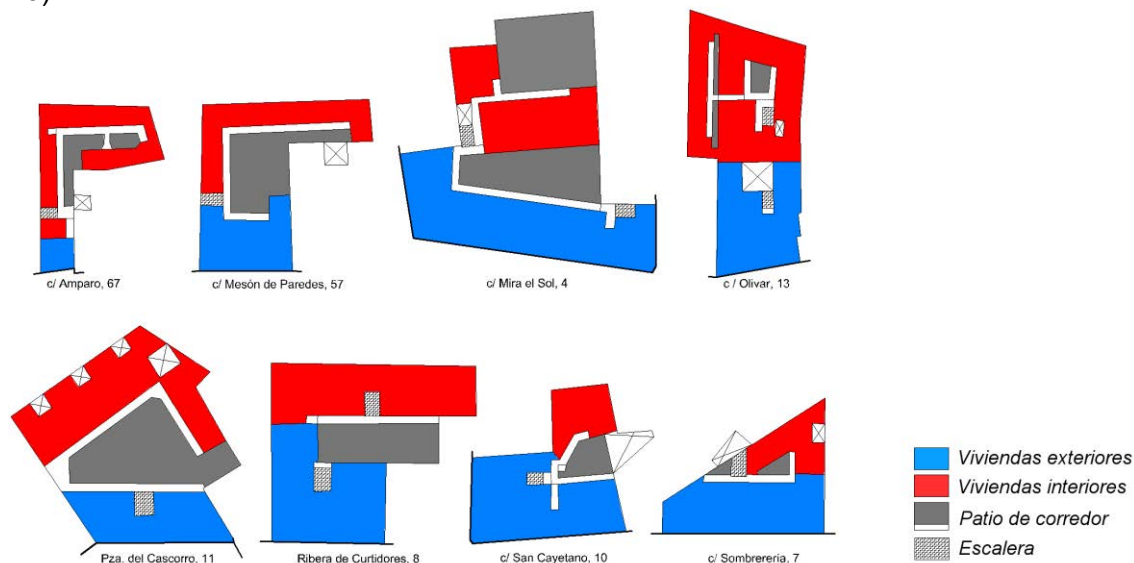 c/ Amparo, 67
c/ Mesón de Paredes, 57
c/ Mira el Sol, 4
c / Olivar, 13
Pza. del Cascorro, 11
Ribera de Curtidores, 8
c/ San Cayetano, 10
c/ Sombrerería, 7
Viviendas exteriores
Viviendas interiores
Patio de corredor
Escalera